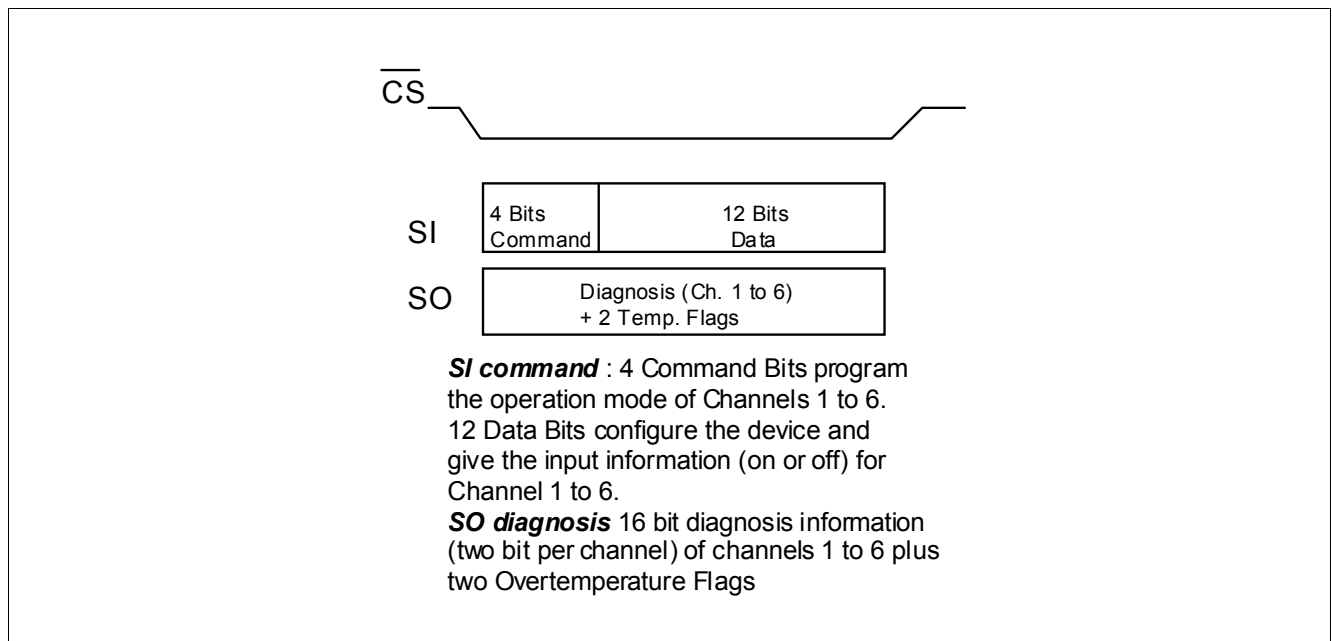 CS
SI
4 Bits
Command
12 Bits
Data
SO
Diagnosis (Ch. 1 to 6)
+ 2 Temp. Flags
SI command : 4 Command Bits program
the operation mode of Channels 1 to 6.
12 Data Bits configure the device and
give the input information (on or off) for
Channel 1 to 6.
SO diagnosis 16 bit diagnosis information
(two bit per channel) of channels 1 to 6 plus
two Overtemperature Flags